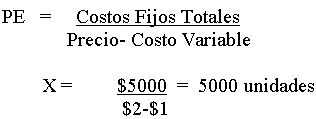 PE = Costos Fijos Totales
Precio- Costo Variable
X = $5000 = 5000 unidades
$2-$1